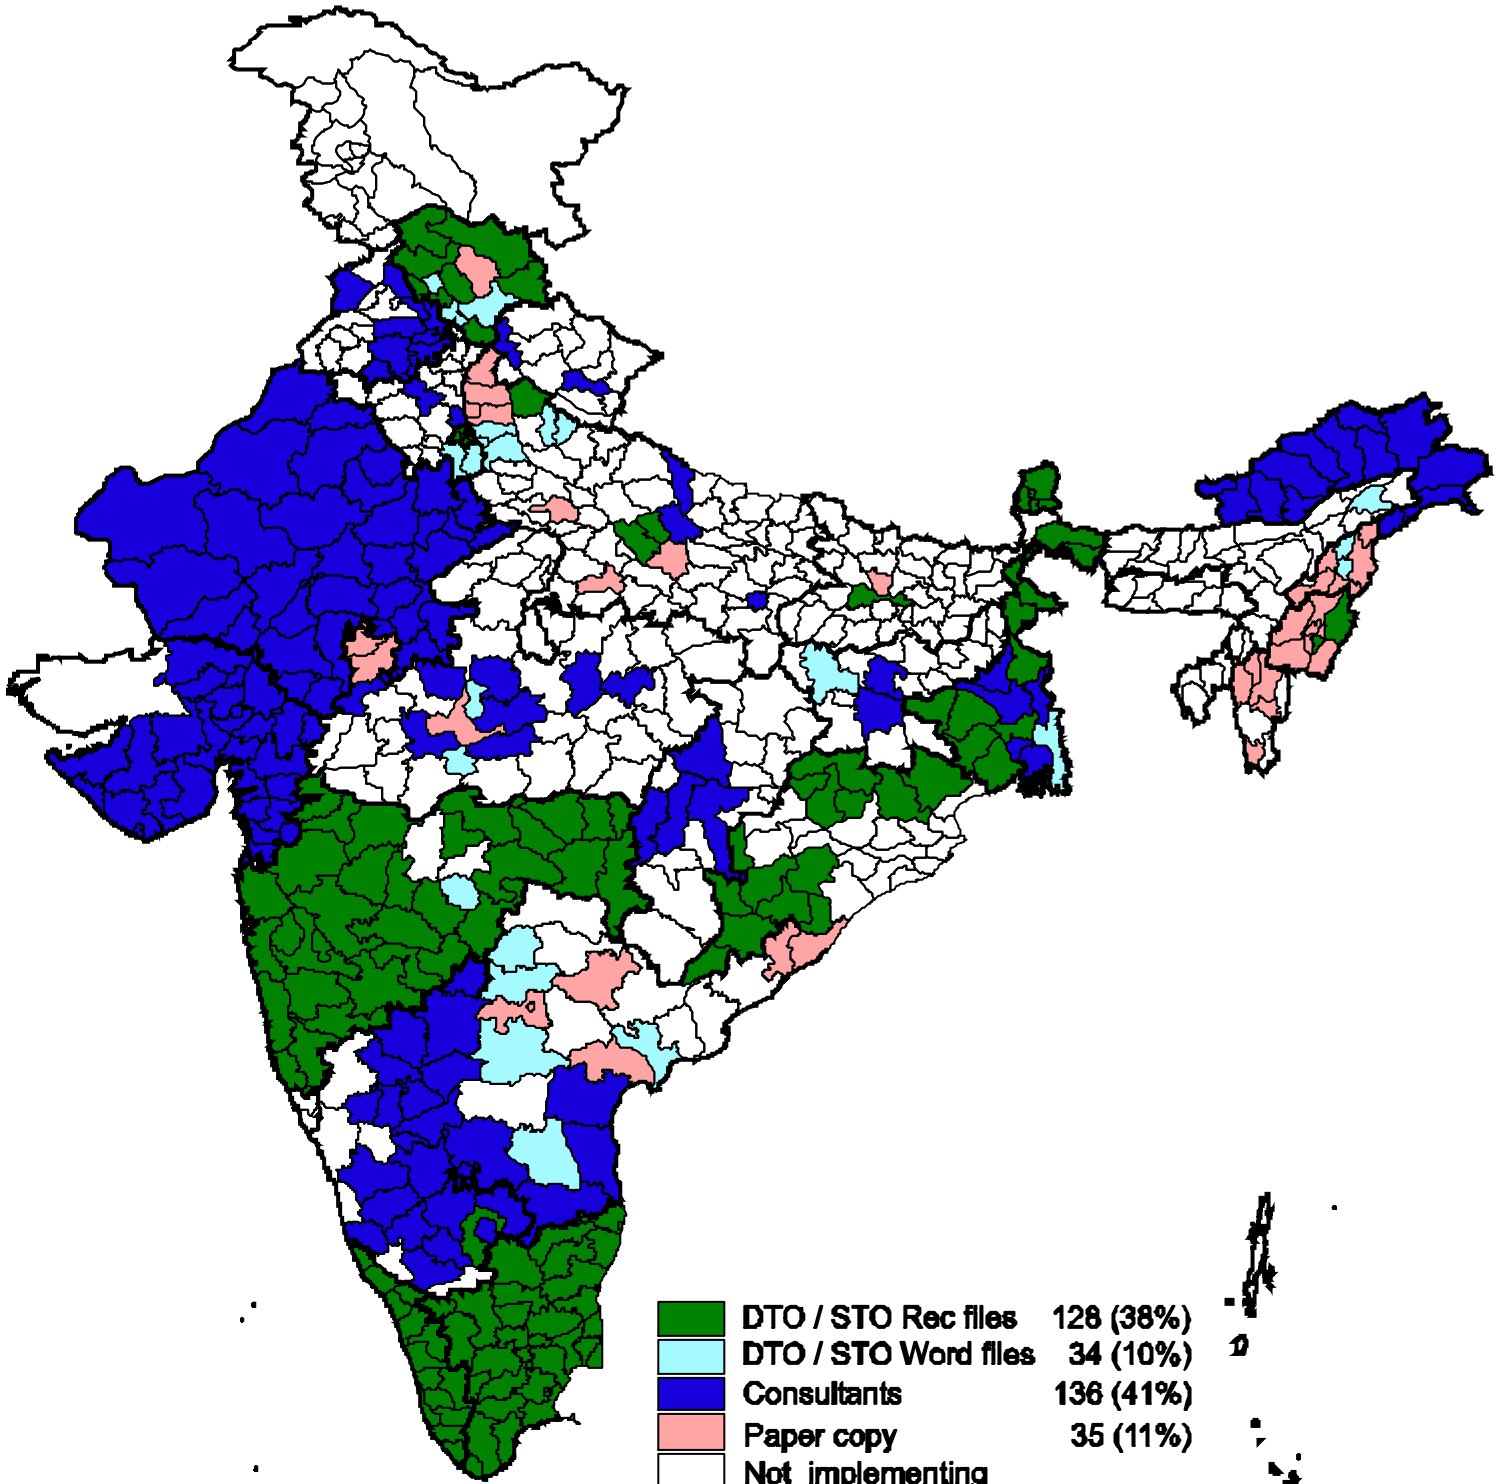 DTO / STO Rec files 128 (38%)
DTO / STO Word files 34 (10%)
Consultants 136 (41%)
Paper copy 35 (11%)
Not implementing